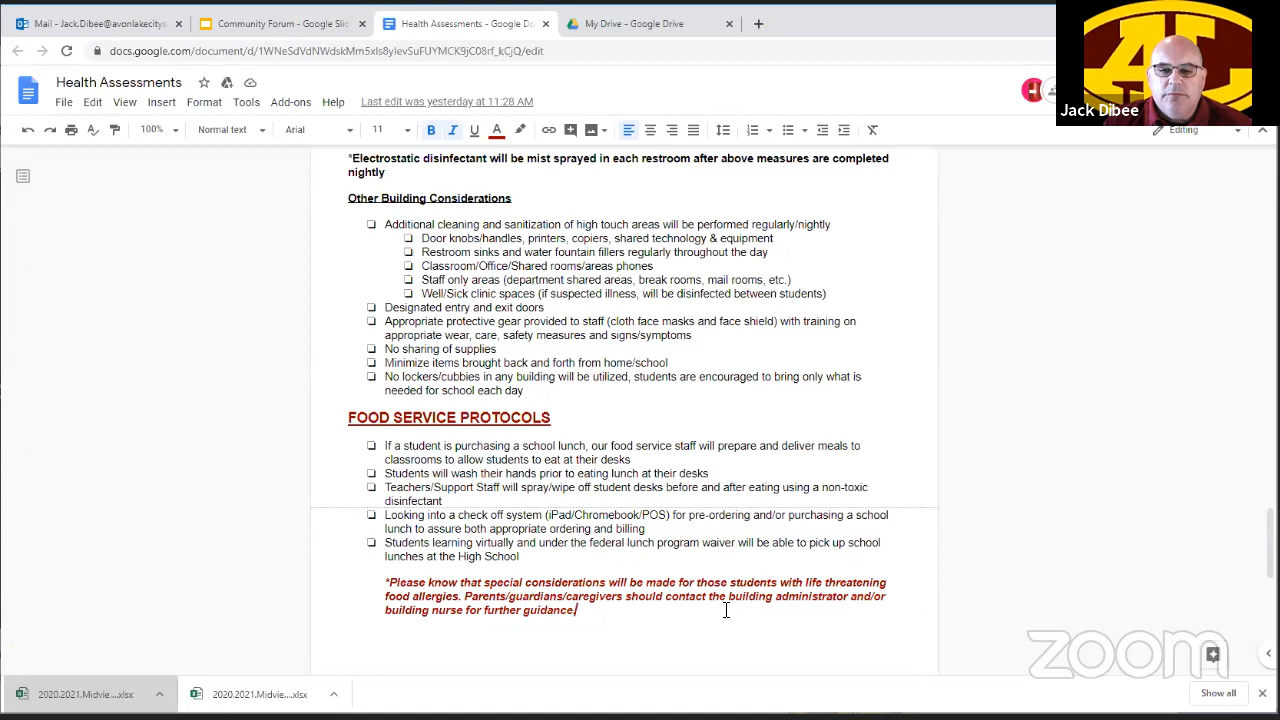 Mail - Jack.Dibee@avonlakecitys
Community Forum - Google Slid
Health Assessments - Google Do
My Drive - Google Drive
docs.google.com/document/d/
/edit
Health Assessments
File Edit View Insert Format Tools Add-ons Help Last edit was yesterday at 11:28 AM
100% Normal text Arial 11 B I U A Editing
Jack Dibee
*Electrostatic disinfectant will be mist sprayed in each restroom after above measures are completed
nightly
Other Building Considerations
Additional cleaning and sanitization of high touch areas will be performed regularly/nightly
Door knobs/handles, printers, copiers, shared technology & equipment
Restroom sinks and water fountain fillers regularly throughout the day
Classroom/Office/Shared rooms/areas phones
Staff only areas (department shared areas, break rooms, mail rooms, etc.)
Well/Sick clinic spaces (if suspected illness, will be disinfected between students)
Designated entry and exit doors
Appropriate protective gear provided to staff (cloth face masks and face shield) with training on
appropriate wear, care, safety measures and signs/symptoms
No sharing of supplies
Minimize items brought back and forth from home/school
No lockers/cubbies in any building will be utilized, students are encouraged to bring only what is
needed for school each day
FOOD SERVICE PROTOCOLS
If a student is purchasing a school lunch, our food service staff will prepare and deliver meals to
classrooms to allow students to eat at their desks
Students will wash their hands prior to eating lunch at their desks
Teachers/Support Staff will spray/wipe off student desks before and after eating using a non-toxic
disinfectant
Looking into a check off system (iPad/Chromebook/POS) for pre-ordering and/or purchasing a school
lunch to assure both appropriate ordering and billing
Students learning virtually and under the federal lunch program waiver will be able to pick up school
lunches at the High School
*Please know that special considerations will be made for those students with life threatening
food allergies. Parents/guardians/caregivers should contact the building administrator and/or
building nurse for further guidance
zoom
2020.2021.Midvie....xlsx
2020.2021.Midvie....xlsx
Show all